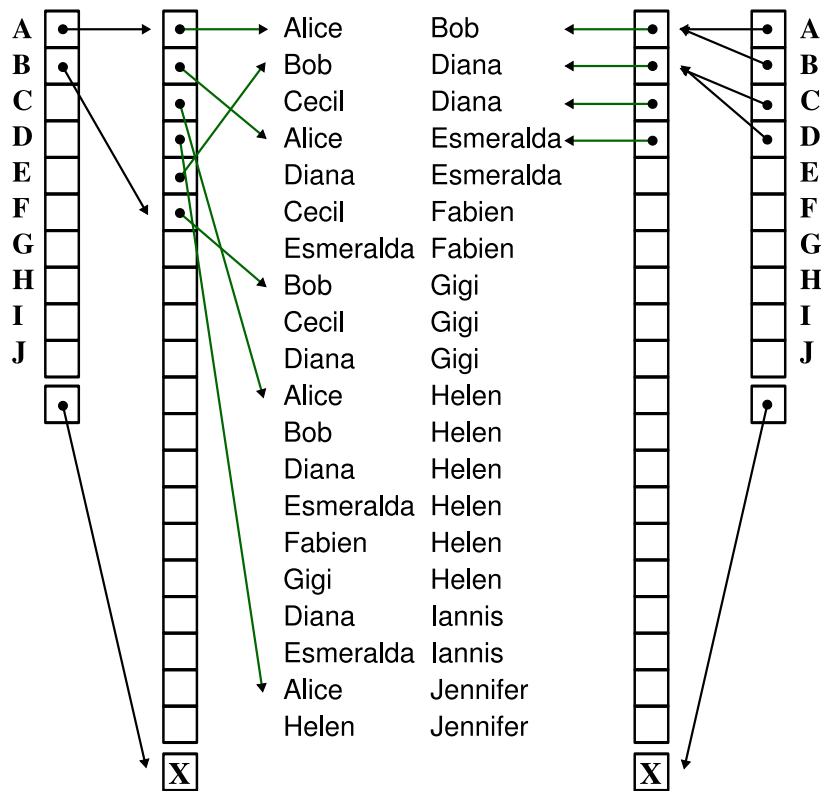 A Alice Bob A
B Bob Diana B
C Cecil Diana C
D Alice Esmeralda D
E Diana Esmeralda E
F Cecil Fabien F
G Esmeralda Fabien G
H Bob Gigi H
I Cecil Gigi I
J Diana Gigi J
Alice Helen
Bob Helen
Diana Helen
Esmeralda Helen
Fabien Helen
Gigi Helen
Diana Iannis
Esmeralda Iannis
Alice Jennifer
Helen Jennifer
X X